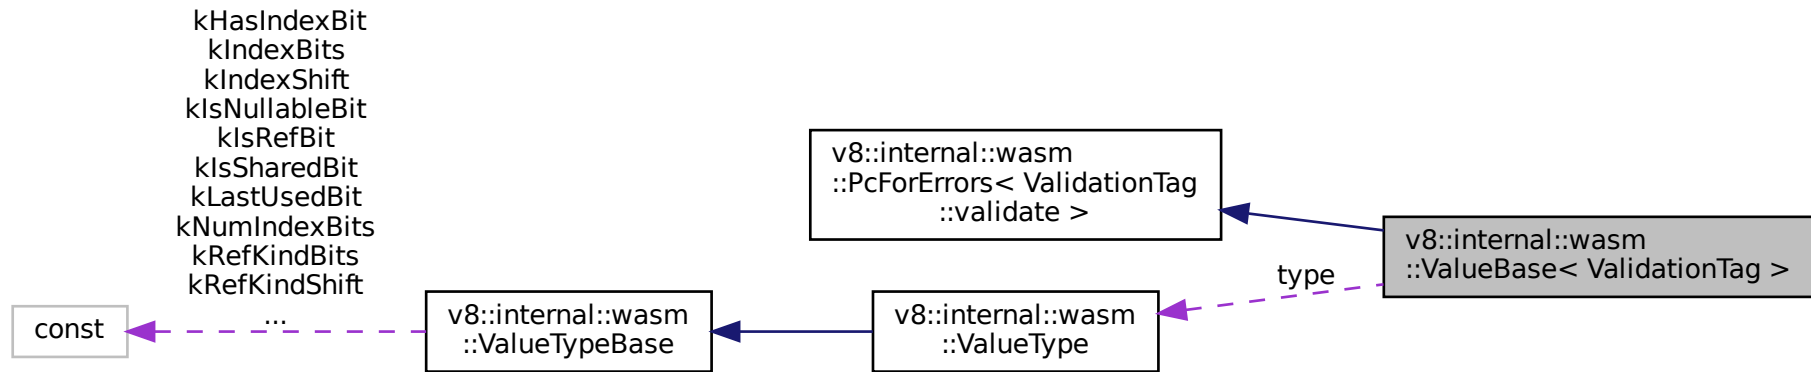 kHasIndexBit
kIndexBits
kIndexShift
kIsNullableBit
kIsRefBit
kIsSharedBit
kLastUsedBit
kNumIndexBits
kRefKindBits
kRefKindShift
...
const
v8::internal::wasm
::ValueTypeBase
v8::internal::wasm
::ValueType
v8::internal::wasm
::PcForErrors< ValidationTag
::validate >
type
v8::internal::wasm
::ValueBase< ValidationTag >